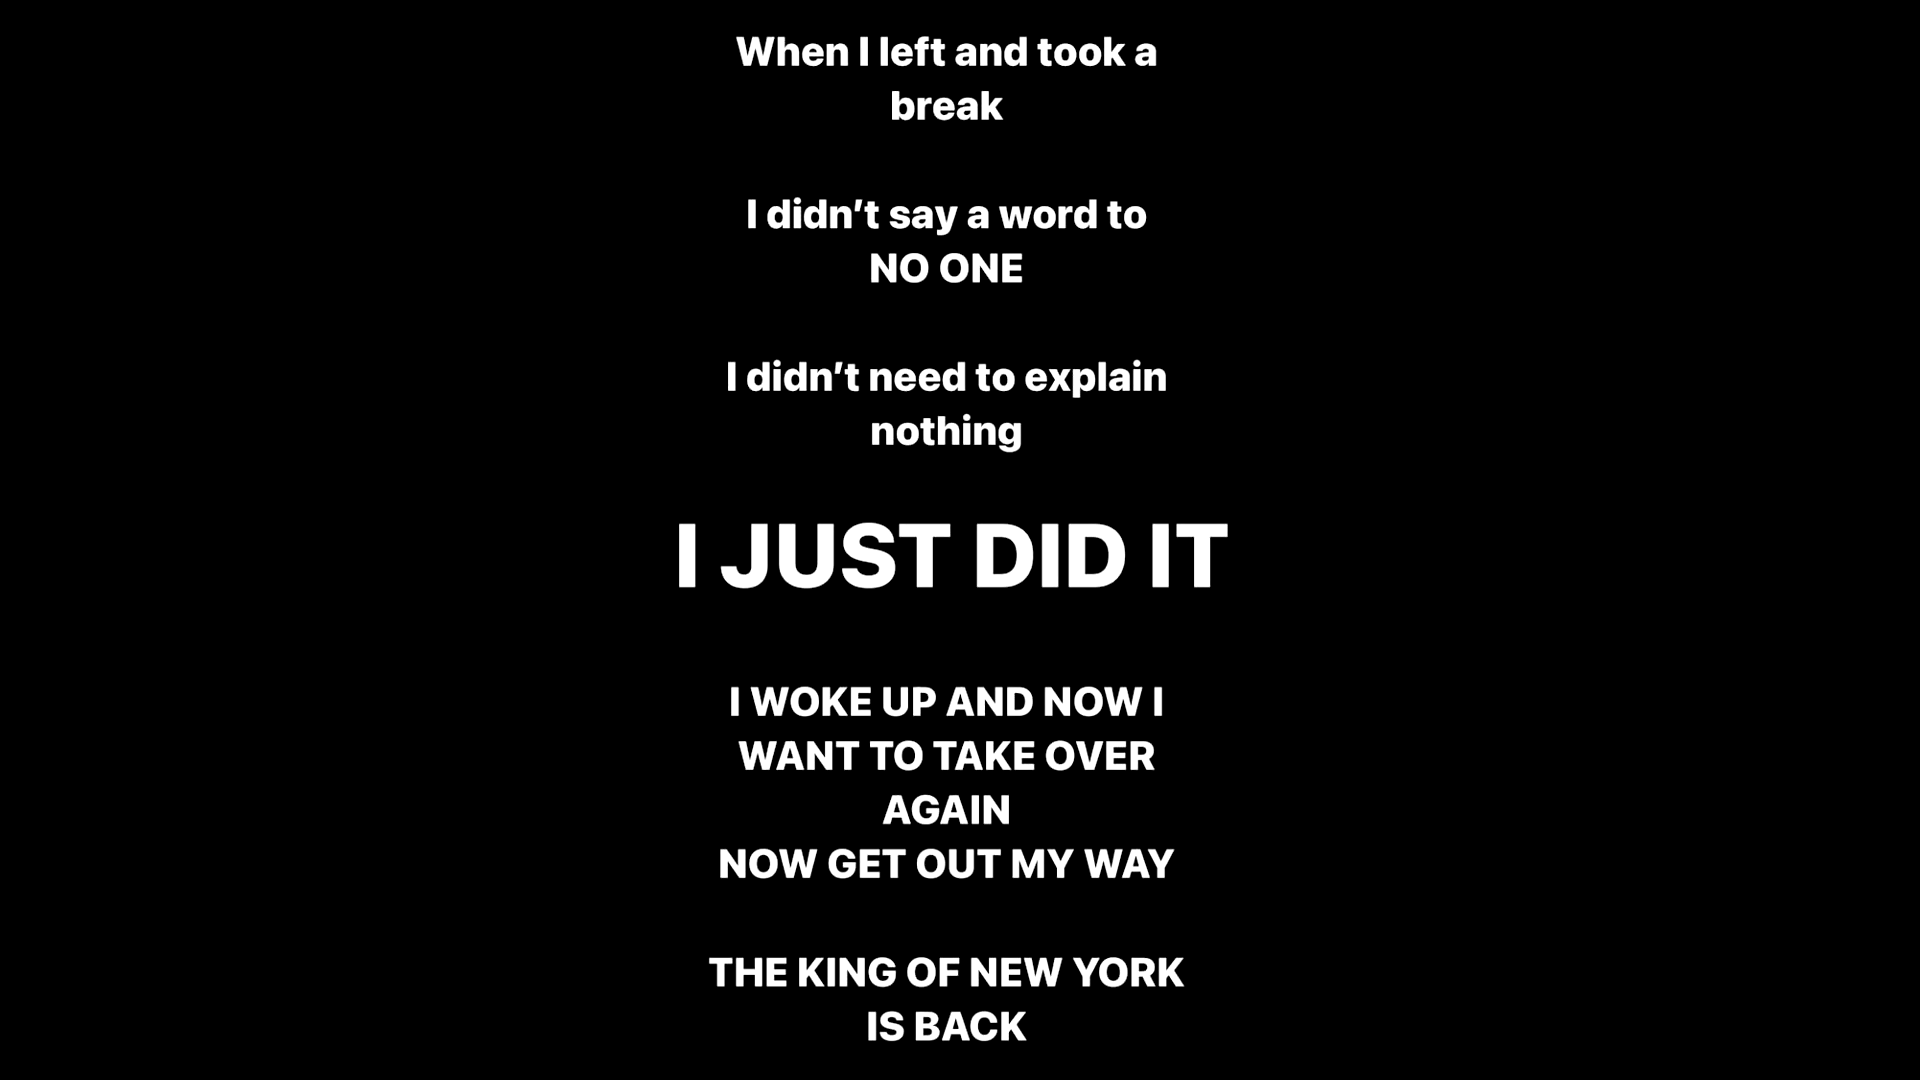 When I left and took a
break
I didn’t say a word to
NO ONE
I didn’t need to explain
nothing
I JUST DID IT
I WOKE UP AND NOW I
WANT TO TAKE OVER
AGAIN
NOW GET OUT MY WAY
THE KING OF NEW YORK
IS BACK